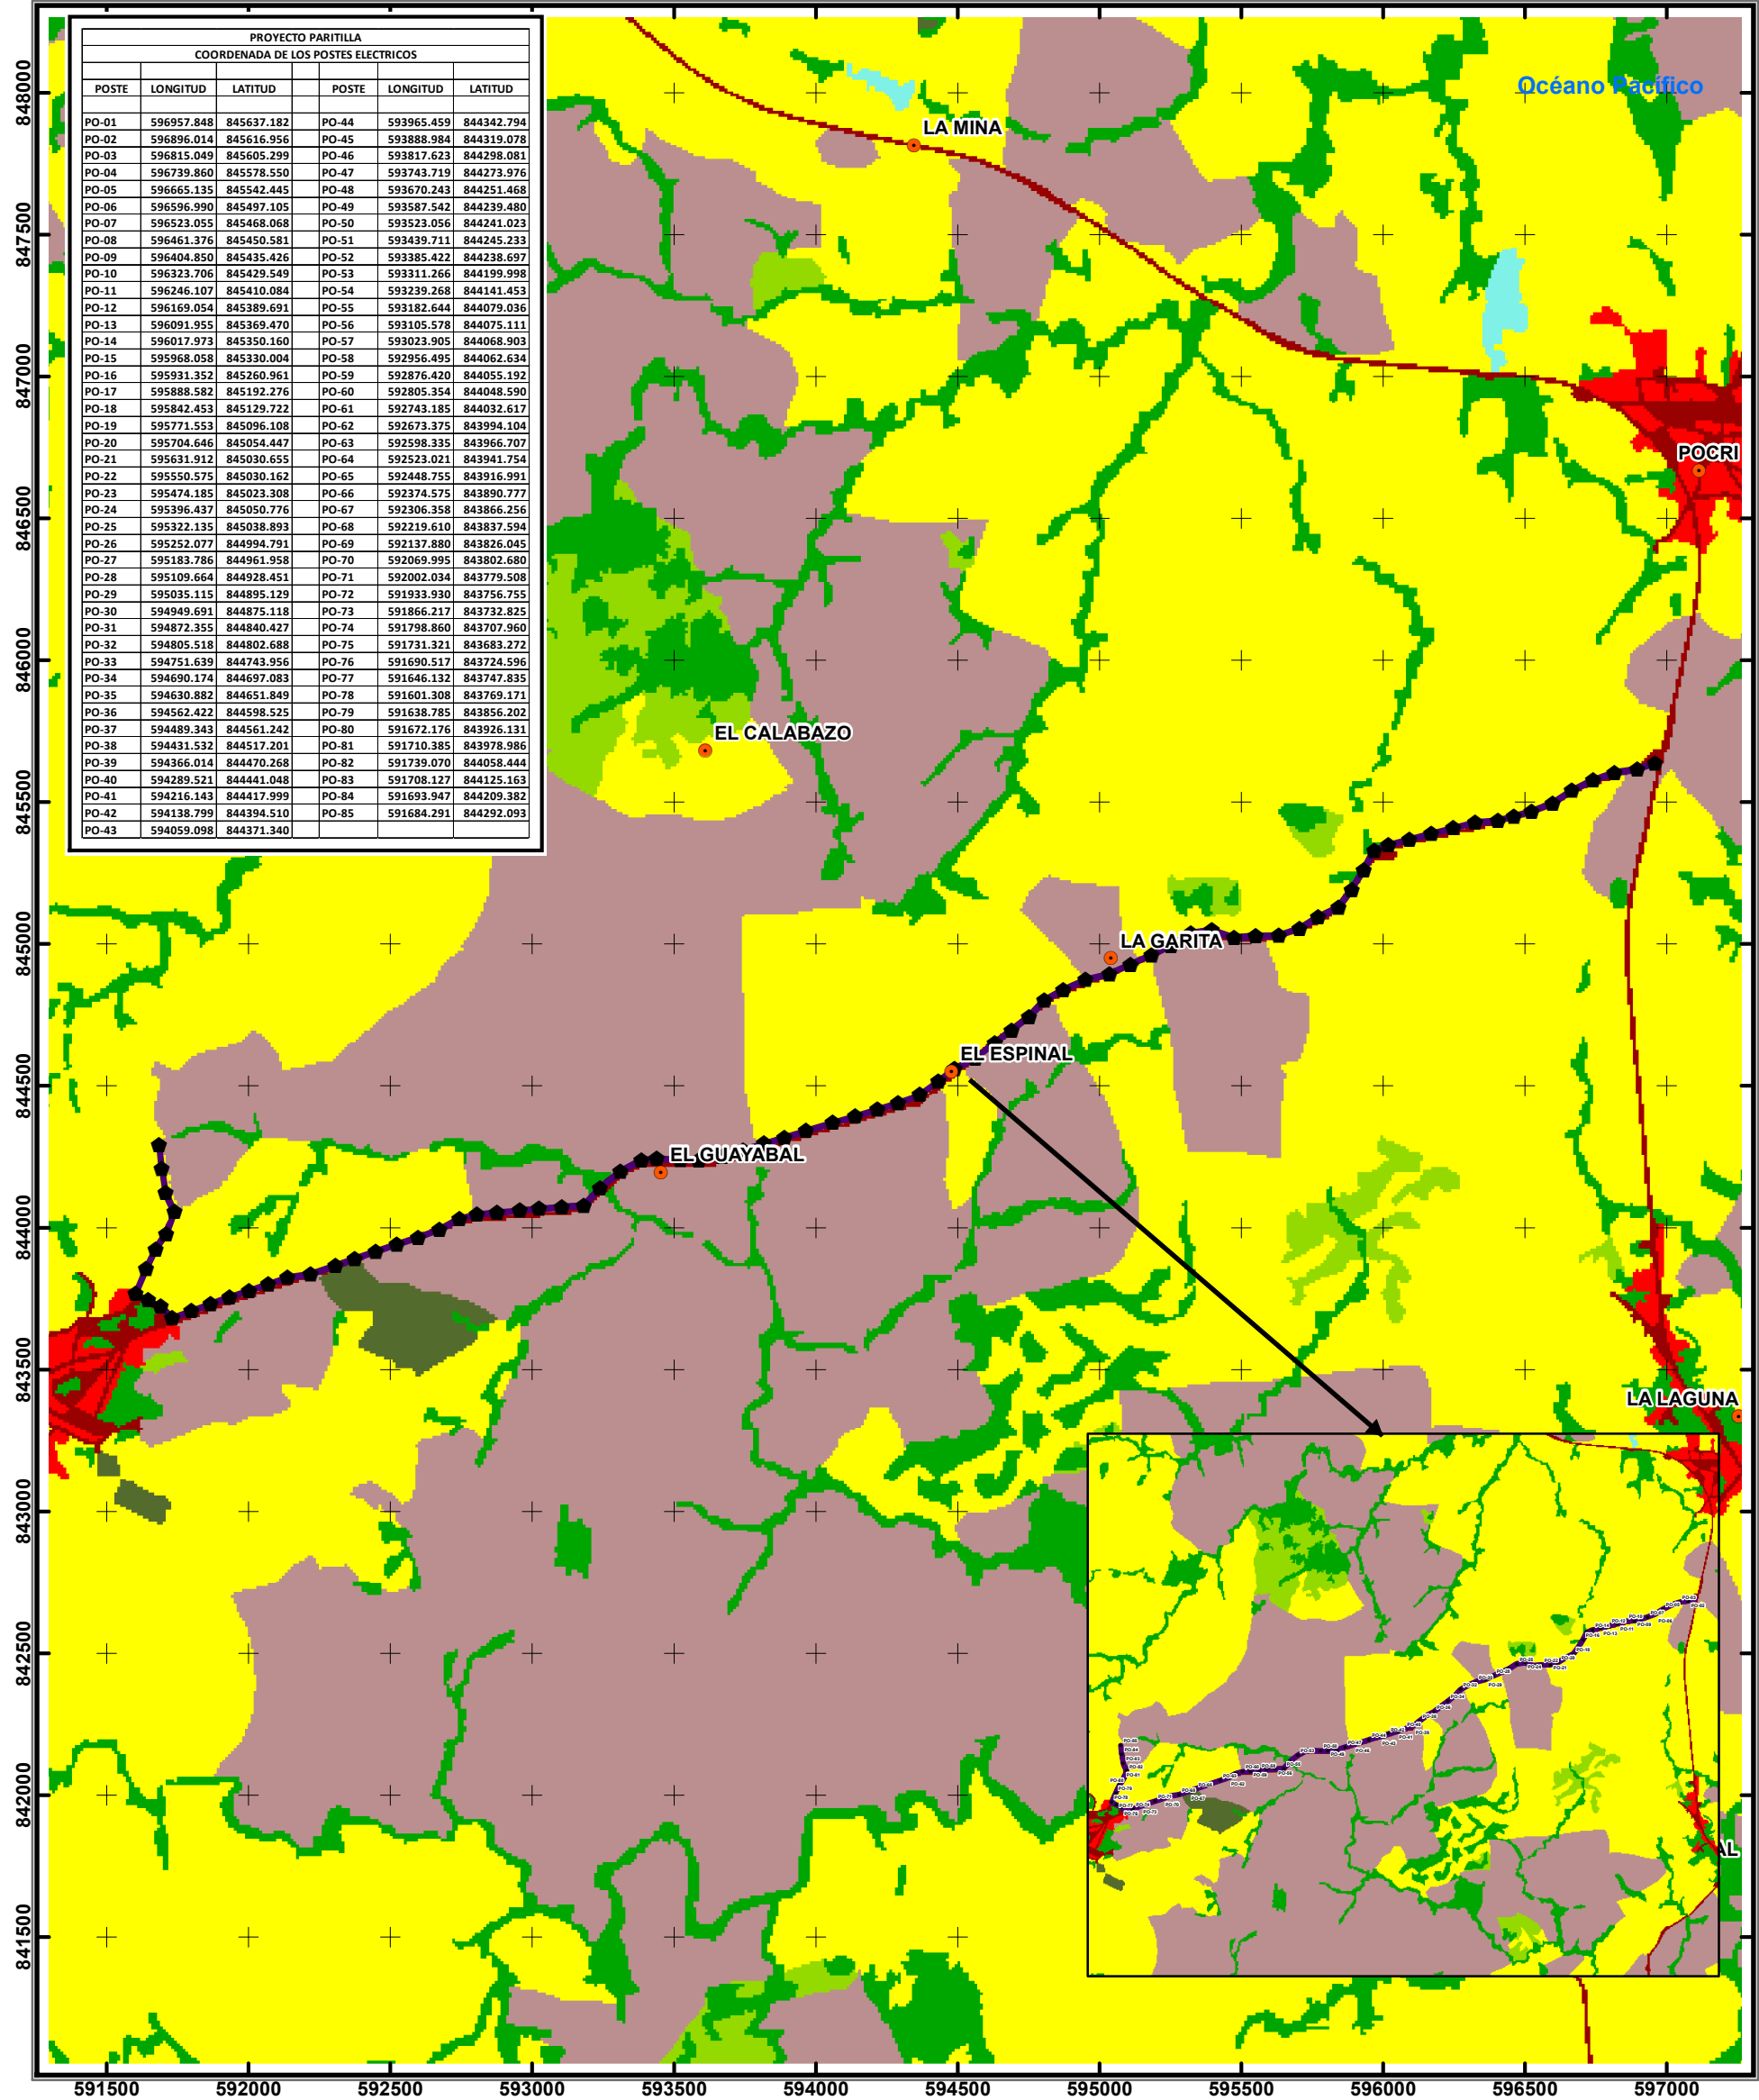 PROYECTO PARITILLA
COORDENADA DE LOS POSTES ELECTRICOS
POSTE LONGITUD LATITUD POSTE LONGITUD LATITUD
PO-01 596957.848 845637.182 PO-44 593965.459 844342.794
PO-02 596896.014 845616.956 PO-45 593888.984 844319.078
PO-03 596815.049 845605.299 PO-46 593817.623 844298.081
PO-04 596739.860 845578.550 PO-47 593743.719 844273.976
PO-05 596665.135 845542.445 PO-48 593670.243 844251.468
PO-06 596596.990 845497.105 PO-49 593587.542 844239.480
PO-07 596523.055 845468.068 PO-50 593523.056 844241.023
PO-08 596461.376 845450.581 PO-51 593439.711 844245.233
PO-09 596404.850 845435.426 PO-52 593385.422 844238.697
PO-10 596323.706 845429.549 PO-53 593311.266 844199.998
PO-11 596246.107 845410.084 PO-54 593239.268 844141.453
PO-12 596169.054 845389.691 PO-55 593182.644 844079.036
PO-13 596091.955 845369.470 PO-56 593105.578 844075.111
PO-14 596017.973 845350.160 PO-57 593023.905 844068.903
PO-15 595968.058 845330.004 PO-58 592956.495 844062.634
PO-16 595931.352 845260.961 PO-59 592876.420 844055.192
PO-17 595888.582 845192.276 PO-60 592805.354 844048.590
PO-18 595842.453 845129.722 PO-61 592743.185 844032.617
PO-19 595771.553 845096.108 PO-62 592673.375 843994.104
PO-20 595704.646 845054.447 PO-63 592598.335 843966.707
PO-21 595631.912 845030.655 PO-64 592523.021 843941.754
PO-22 595550.575 845030.162 PO-65 592448.755 843916.991
PO-23 595474.185 845023.308 PO-66 592374.575 843890.777
PO-24 595396.437 845050.776 PO-67 592306.358 843866.256
PO-25 595322.135 845038.893 PO-68 592219.610 843837.594
PO-26 595252.077 844994.791 PO-69 592137.880 843826.045
PO-27 595183.786 844961.958 PO-70 592069.995 843802.680
PO-28 595109.664 844928.451 PO-71 592002.034 843779.508
PO-29 595035.115 844895.129 PO-72 591933.930 843756.755
PO-30 594949.691 844875.118 PO-73 591866.217 843732.825
PO-31 594872.355 844840.427 PO-74 591798.860 843707.960
PO-32 594805.518 844802.688 PO-75 591731.321 843683.272
PO-33 594751.639 844743.956 PO-76 591690.517 843724.596
PO-34 594690.174 844697.083 PO-77 591646.132 843747.835
PO-35 594630.882 844651.849 PO-78 591601.308 843769.171
PO-36 594562.422 844598.525 PO-79 591638.785 843856.202
PO-37 594489.343 844561.242 PO-80 591672.176 843926.131
PO-38 594431.532 844517.201 PO-81 591710.385 843978.986
PO-39 594366.014 844470.268 PO-82 591739.070 844058.444
PO-40 594289.521 844441.048 PO-83 591708.127 844125.163
PO-41 594216.143 844417.999 PO-84 591693.947 844209.382
PO-42 594138.799 844394.510 PO-85 591684.291 844292.093
PO-43 594059.098 844371.340
Océano Pacífico
LA MINA
POCRI
EL CALABAZO
LA GARITA
EL ESPINAL
EL GUAYABAL
LA LAGUNA
AL
848000
847500
847000
846500
846000
845500
845000
844500
844000
843500
843000
842500
842000
841500
591500 592000 592500 593000 593500 594000 594500 595000 595500 596000 596500 597000